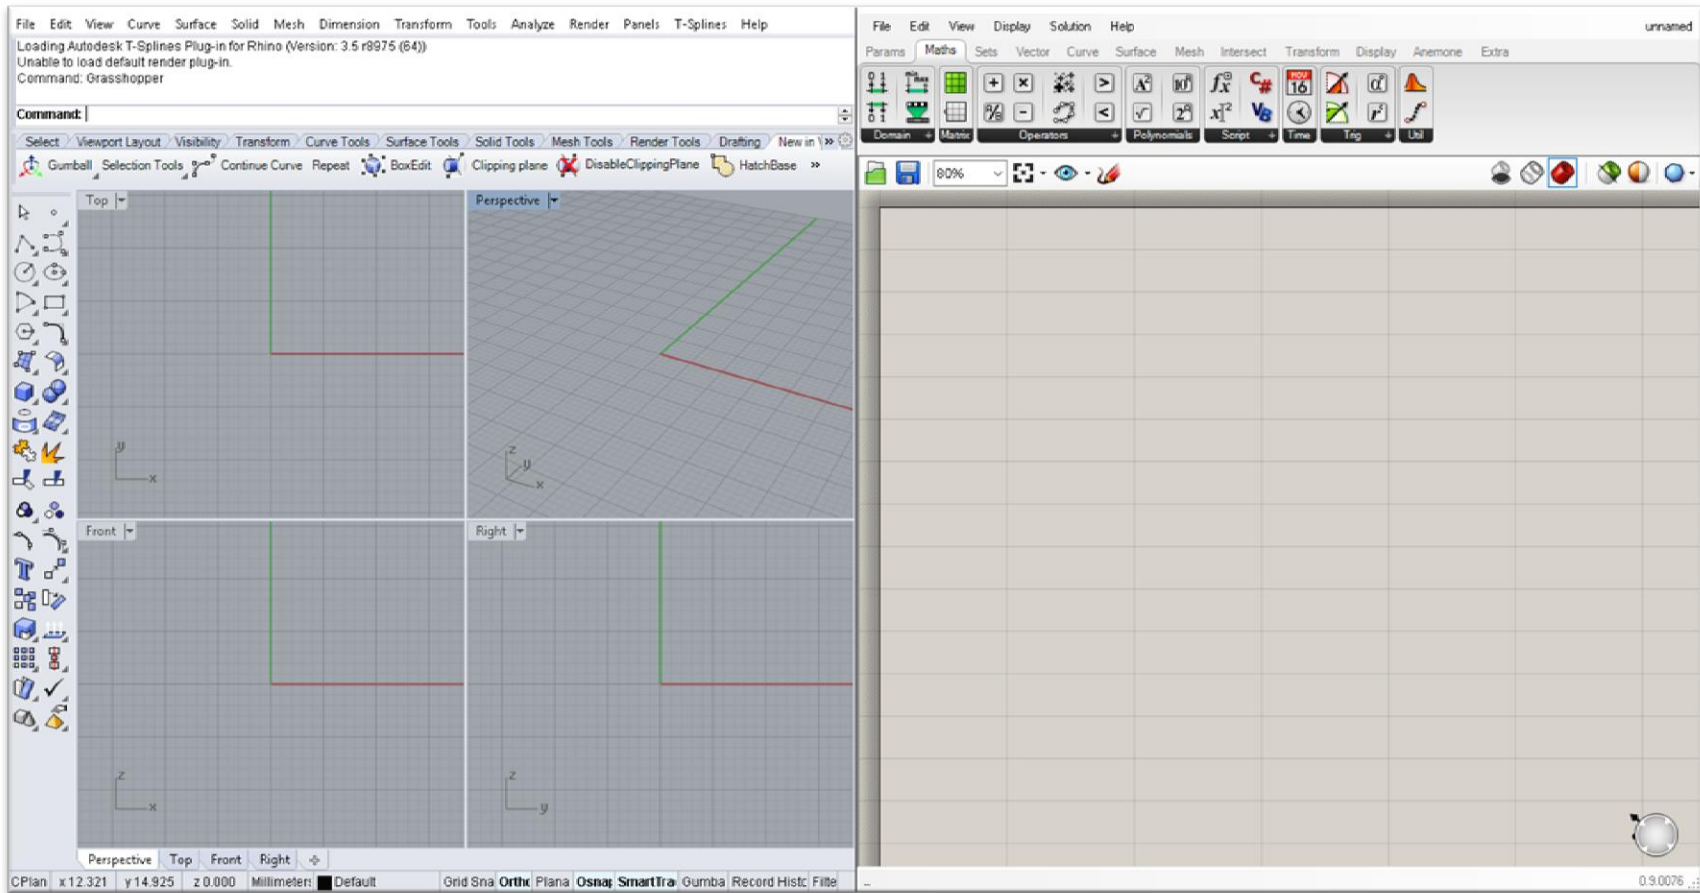 File Edit View Curve Surface Solid Mesh Dimension Transform Tools Analyze Render Panels T-Splines Help
Loading Autodesk T-Splines Plug-in for Rhino (Version: 3.5 r8975 (64))
Unable to load default render plug-in.
Command: Grasshopper
Command:
Select Viewport Layout Visibility Transform Curve Tools Surface Tools Solid Tools Mesh Tools Render Tools Drafting New in V »
Gumball Selection Tools Continue Curve Repeat BoxEdit Clipping plane DisableClippingPlane HatchBase »
Top
Perspective
y
x
z
y
x
Front
Right
z
x
z
y
Perspective Top Front Right
CPlan x 12.321 y 14.925 z 0.000 Millimeters Default Grid Sna Ortho Plana Osnap SmartTra Gumba Record Histc Filte
File Edit View Display Solution Help unnamed
Params Maths Sets Vector Curve Surface Mesh Intersect Transform Display Anemone Extra
Domain Matrix Operators Polynomials Script Time Trig Util
80%
0.9.0076